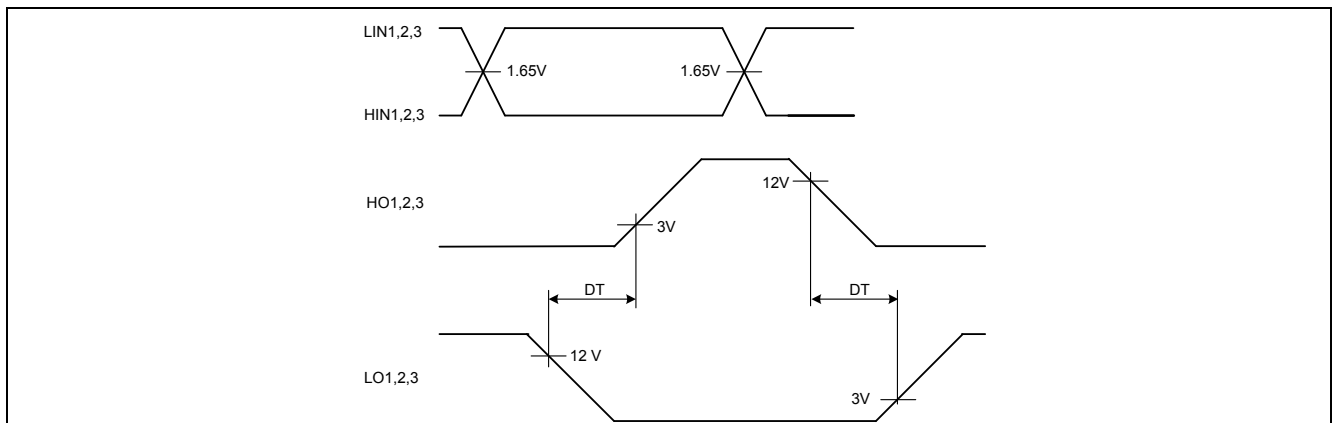 LIN1,2,3
1.65V
1.65V
HIN1,2,3
HO1,2,3
12V
3V
DT
DT
12 V
LO1,2,3
3V